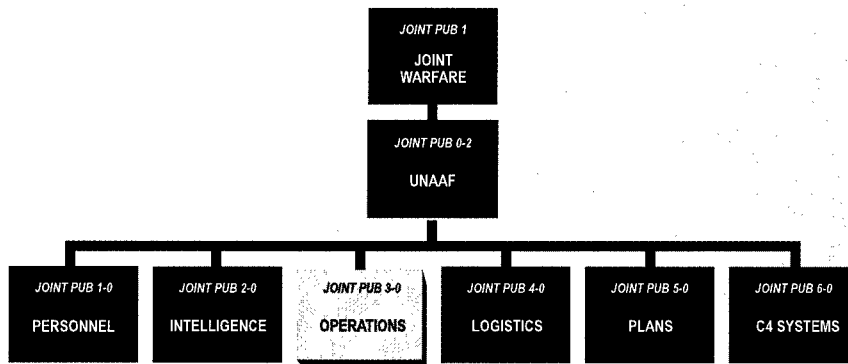 JOINT PUB 1
JOINT
WARFARE
JOINT PUB 0-2
UNAAF
JOINT PUB 1-0
PERSONNEL
JOINT PUB 2-0
INTELLIGENCE
JOINT PUB 3-0
OPERATIONS
JOINT PUB 4-0
LOGISTICS
JOINT PUB 5-0
PLANS
JOINT PUB 6-0
C4 SYSTEMS